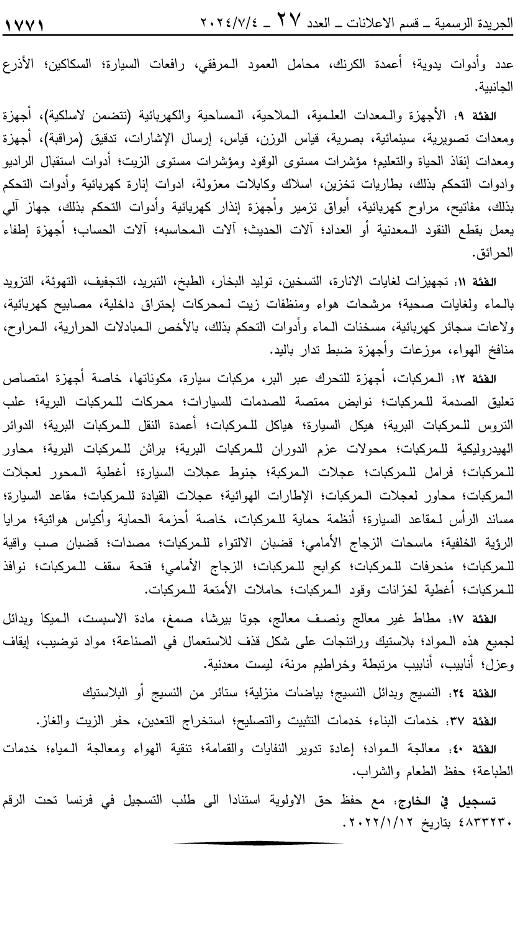 الجريدة الرسمية ــ قسم الاعلانات ــ العدد ٢٧ ــ ٢٠٢٤/٧/٤ ١٧٧١
عدد وأدوات يدوية؛ أعمدة الكرنك، محامل العمود المرفقي، رافعات السيارة؛ السكاكين؛ الأذرع
الجانبية.
الفئة ٩: الأجهزة والمعدات العلمية، الملاحية، المساحية والكهربائية (تتضمن لاسلكية)، أجهزة
ومعدات تصويرية، سينمائية، بصرية، قياس الوزن، قياس، إرسال الإشارات، تدقيق (مراقبة)، أجهزة
ومعدات إنقاذ الحياة والتعليم؛ مؤشرات مستوى الوقود ومؤشرات مستوى الزيت؛ أدوات استقبال الراديو
وادوات التحكم بذلك، بطاريات تخزين، اسلاك وكابلات معزولة، ادوات إنارة كهربائية وأدوات التحكم
بذلك، مفاتيح، مراوح كهربائية، أبواق تزمير وأجهزة إنذار كهربائية وأدوات التحكم بذلك، جهاز آلي
يعمل بقطع النقود المعدنية أو العداد؛ آلات الحديث؛ آلات المحاسبه؛ آلات الحساب؛ أجهزة إطفاء
الحرائق.
الفئة ١١: تجهيزات لغايات الانارة، التسخين، توليد البخار، الطبخ، التبريد، التجفيف، التهوئة، التزويد
بالماء ولغايات صحية؛ مرشحات هواء ومنظفات زيت لمحركات إحتراق داخلية، مصابيح كهربائية،
ولاعات سجائر كهربائية، مسخنات الماء وأدوات التحكم بذلك، بالأخص المبادلات الحرارية، المراوح،
منافخ الهواء، موزعات وأجهزة ضبط تدار باليد.
الفئة ١٢: المركبات، أجهزة للتحرك عبر البر، مركبات سيارة، مكوناتها، خاصة أجهزة امتصاص
تعليق الصدمة للمركبات؛ نوابض ممتصة للصدمات للسيارات؛ محركات للمركبات البرية؛ علب
التروس للمركبات البرية؛ هيكل السيارة؛ هياكل للمركبات؛ أعمدة النقل للمركبات البرية؛ الدوائر
الهيدروليكية للمركبات؛ محولات عزم الدوران للمركبات البرية؛ براثن للمركبات البرية؛ محاور
للمركبات؛ فرامل للمركبات؛ عجلات المركبة؛ جنوط عجلات السيارة؛ أغطية المحور لعجلات
المركبات؛ محاور لعجلات المركبات؛ الإطارات الهوائية؛ عجلات القيادة للمركبات؛ مقاعد السيارة؛
مساند الرأس لمقاعد السيارة؛ أنظمة حماية للمركبات، خاصة أحزمة الحماية وأكياس هوائية؛ مرايا
الرؤية الخلفية؛ ماسحات الزجاج الأمامي؛ قضبان الالتواء للمركبات؛ مصدات؛ قضبان صب واقية
للمركبات؛ منحرفات للمركبات؛ كوابح للمركبات؛ الزجاج الأمامي؛ فتحة سقف للمركبات؛ نوافذ
للمركبات؛ أغطية لخزانات وقود المركبات؛ حاملات الأمتعة للمركبات.
الفئة ١٧: مطاط غير معالج ونصف معالج، جوتا بيرشا، صمغ، مادة الاسبست، الميكا وبدائل
لجميع هذه المواد؛ بلاستيك وراتنجات على شكل قذف للاستعمال في الصناعة؛ مواد توضيب، إيقاف
وعزل؛ أنابيب، أنابيب مرتبطة وخراطيم مرنة، ليست معدنية.
الفئة ٢٤: النسيج وبدائل النسيج؛ بياضات منزلية؛ ستائر من النسيج أو البلاستيك
الفئة ٣٧: خدمات البناء؛ خدمات التثبيت والتصليح؛ استخراج التعدين، حفر الزيت والغاز.
الفئة ٤٠: معالجة المواد؛ إعادة تدوير النفايات والقمامة؛ تنقية الهواء ومعالجة المياه؛ خدمات
الطباعة؛ حفظ الطعام والشراب.
تسجيل في الخارج: مع حفظ حق الاولوية استنادا الى طلب التسجيل في فرنسا تحت الرقم
٤٨٣٣٢٣٠ بتاريخ ٢٠٢٢/١/١٢.